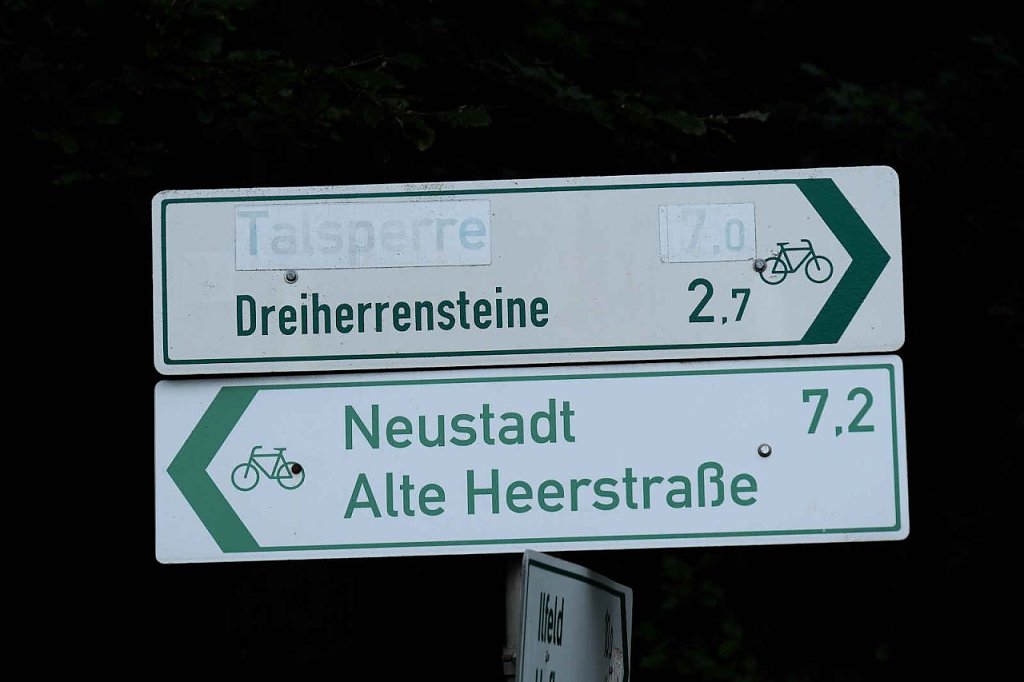 Talsperre 7,0
Dreiherrensteine 2,7
Neustadt 7,2
Alte Heerstraße
Ilfeld